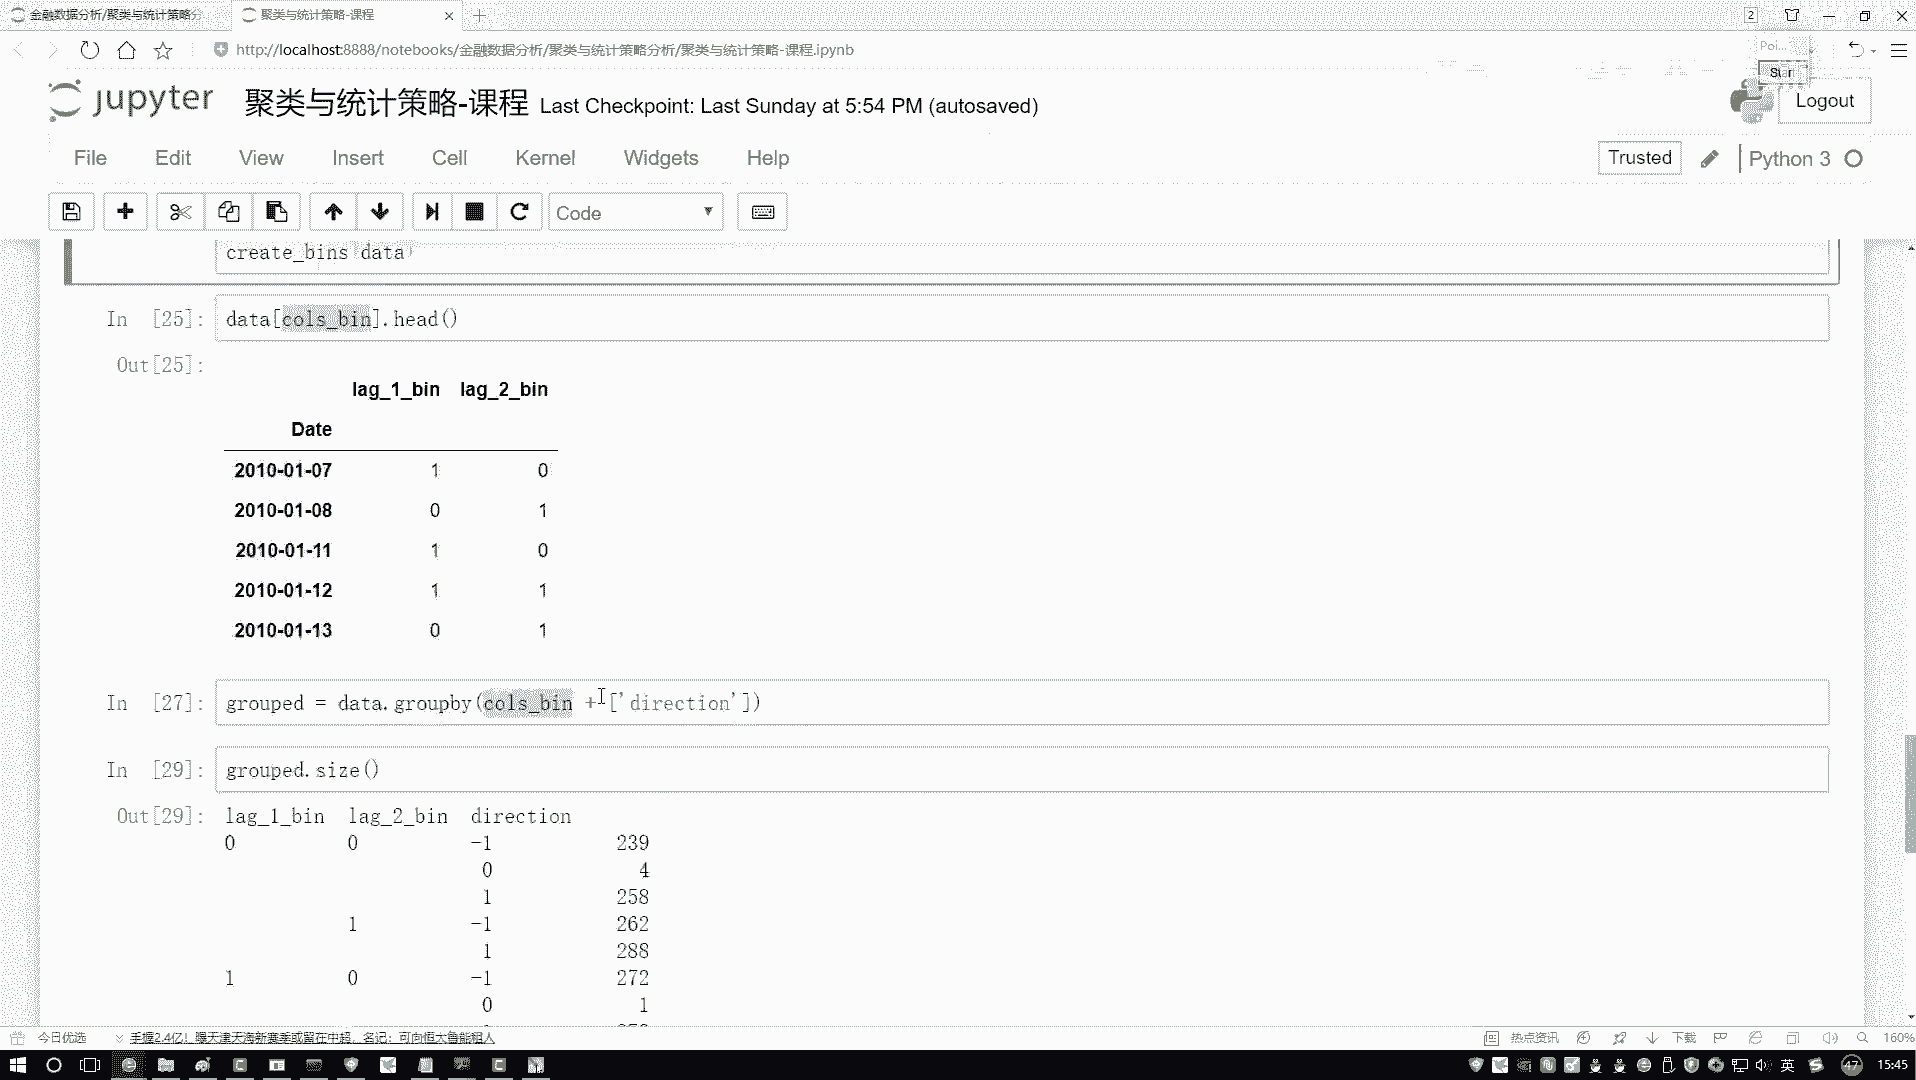 金融数据分析/聚类与统计策略分
聚类与统计策略-课程
2
http://localhost:8888/notebooks/金融数据分析/聚类与统计策略分析/聚类与统计策略-课程.ipynb
Poi...
Start
jupyter 聚类与统计策略-课程 Last Checkpoint: Last Sunday at 5:54 PM (autosaved)
Logout
File Edit View Insert Cell Kernel Widgets Help
Trusted Python 3
Code
create_bins data
In [25]: data[cols_bin].head()
Out[25]:
lag_1_bin lag_2_bin
Date
2010-01-07 1 0
2010-01-08 0 1
2010-01-11 1 0
2010-01-12 1 1
2010-01-13 0 1
In [27]: grouped = data.groupby(cols_bin +['direction'])
In [29]: grouped.size()
Out[29]: lag_1_bin lag_2_bin direction
0 0 -1 239
0 4
1 258
1 -1 262
1 288
1 0 -1 272
0 1
今日优选 手握2.4亿!曝天津天海新赛季或留在中超,名记:可向恒大鲁能租人
热点资讯 下载 160%
英 47 15:45